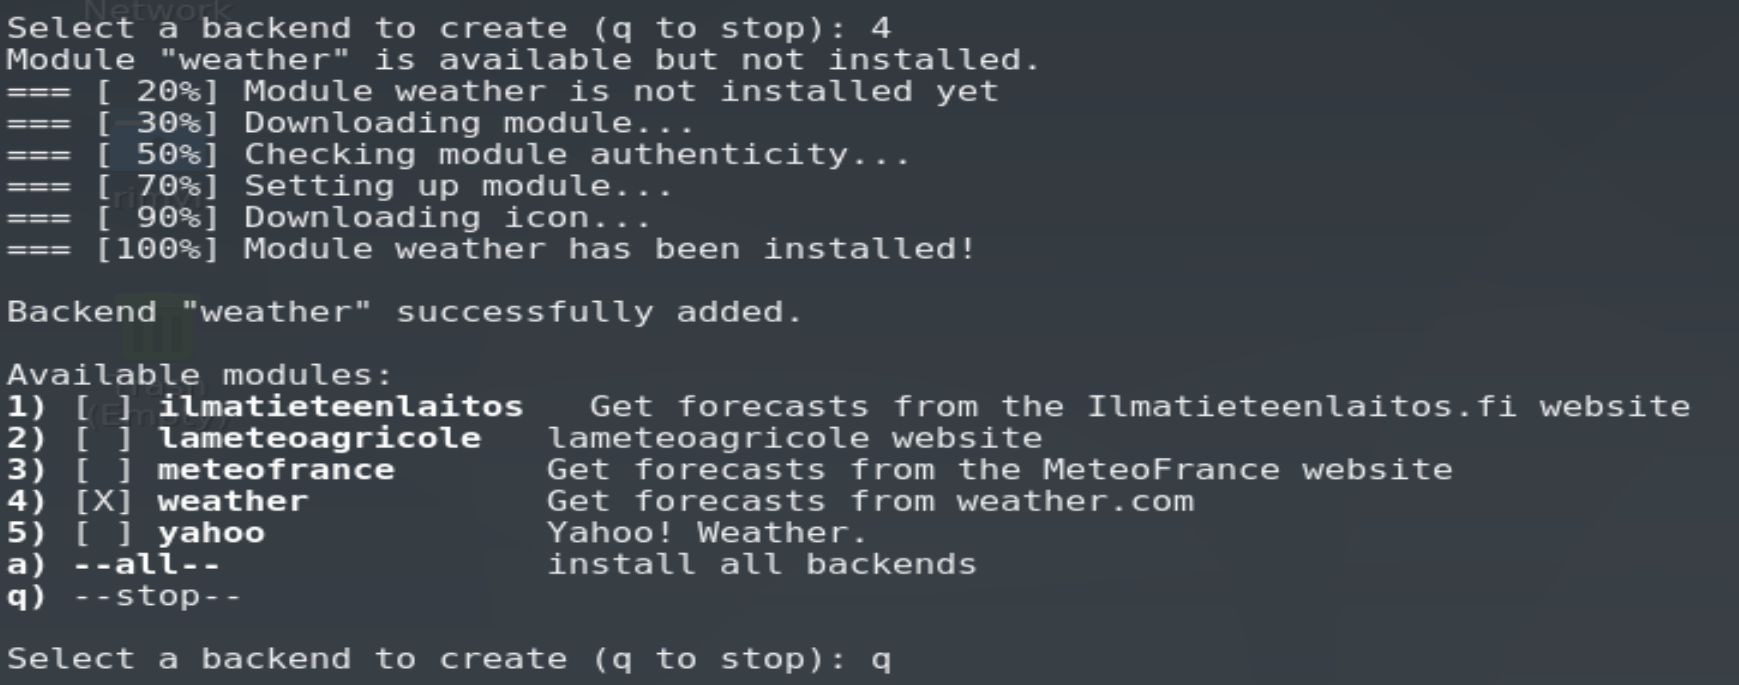 Network
Select a backend to create (q to stop): 4
Module "weather" is available but not installed.
=== [ 20%] Module weather is not installed yet
=== [ 30%] Downloading module...
=== [ 50%] Checking module authenticity...
=== [ 70%] Setting up module...
=== [ 90%] Downloading icon...
=== [100%] Module weather has been installed!
Backend "weather" successfully added.
Available modules:
1) [ ] ilmatieteenlaitos   Get forecasts from the Ilmatieteenlaitos.fi website
2) [ ] lameteoagricole   lameteoagricole website
3) [ ] meteofrance       Get forecasts from the MeteoFrance website
4) [X] weather           Get forecasts from weather.com
5) [ ] yahoo             Yahoo! Weather.
a) --all--               install all backends
q) --stop--
Select a backend to create (q to stop): q